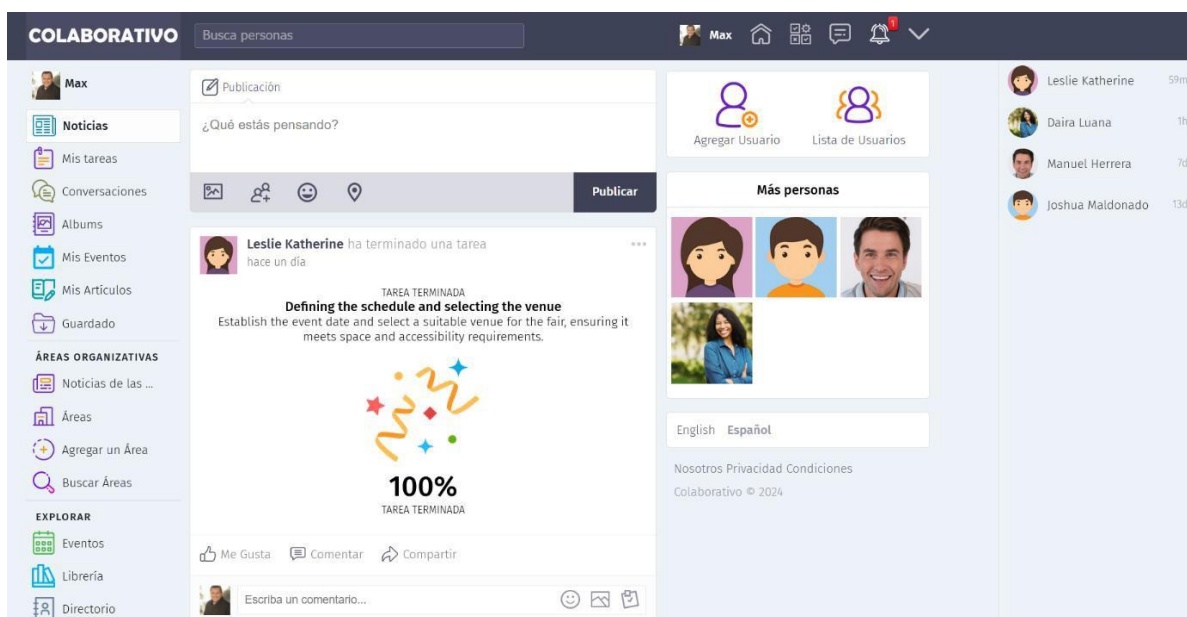 COLABORATIVO
Busca personas
Max
1
Max
Noticias
Mis tareas
Conversaciones
Albums
Mis Eventos
Mis Artículos
Guardado
ÁREAS ORGANIZATIVAS
Noticias de las ...
Áreas
Agregar un Área
Buscar Áreas
EXPLORAR
Eventos
Librería
Directorio
Publicación
¿Qué estás pensando?
Publicar
Leslie Katherine ha terminado una tarea
hace un día
TAREA TERMINADA
Defining the schedule and selecting the venue
Establish the event date and select a suitable venue for the fair, ensuring it
meets space and accessibility requirements.
100%
TAREA TERMINADA
Me Gusta Comentar Compartir
Escriba un comentario...
Agregar Usuario Lista de Usuarios
Más personas
English Español
Nosotros Privacidad Condiciones
Colaborativo © 2024
Leslie Katherine 59m
Daira Luana 1h
Manuel Herrera 7d
Joshua Maldonado 13d